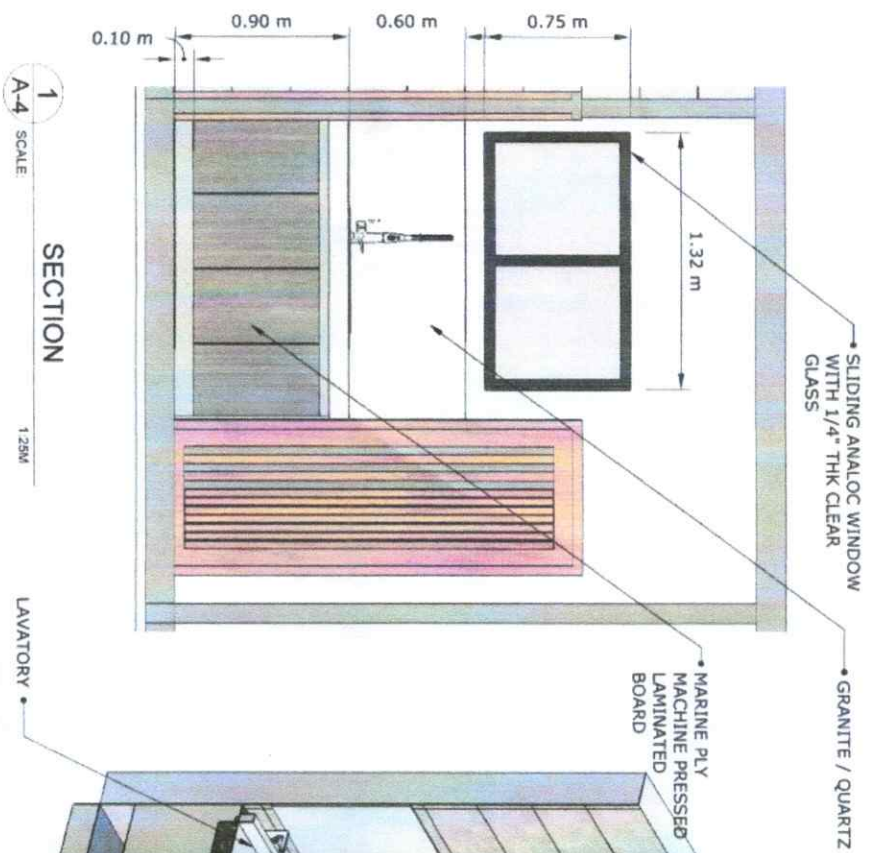 0.10 m
0.90 m
0.60 m
0.75 m
1.32 m
SLIDING ANALOC WINDOW
WITH 1/4" THK CLEAR
GLASS
GRANITE / QUARTZ
MARINE PLY
MACHINE PRESSED
LAMINATED
BOARD
LAVATORY
1
A-4
SCALE:
SECTION
1:25M